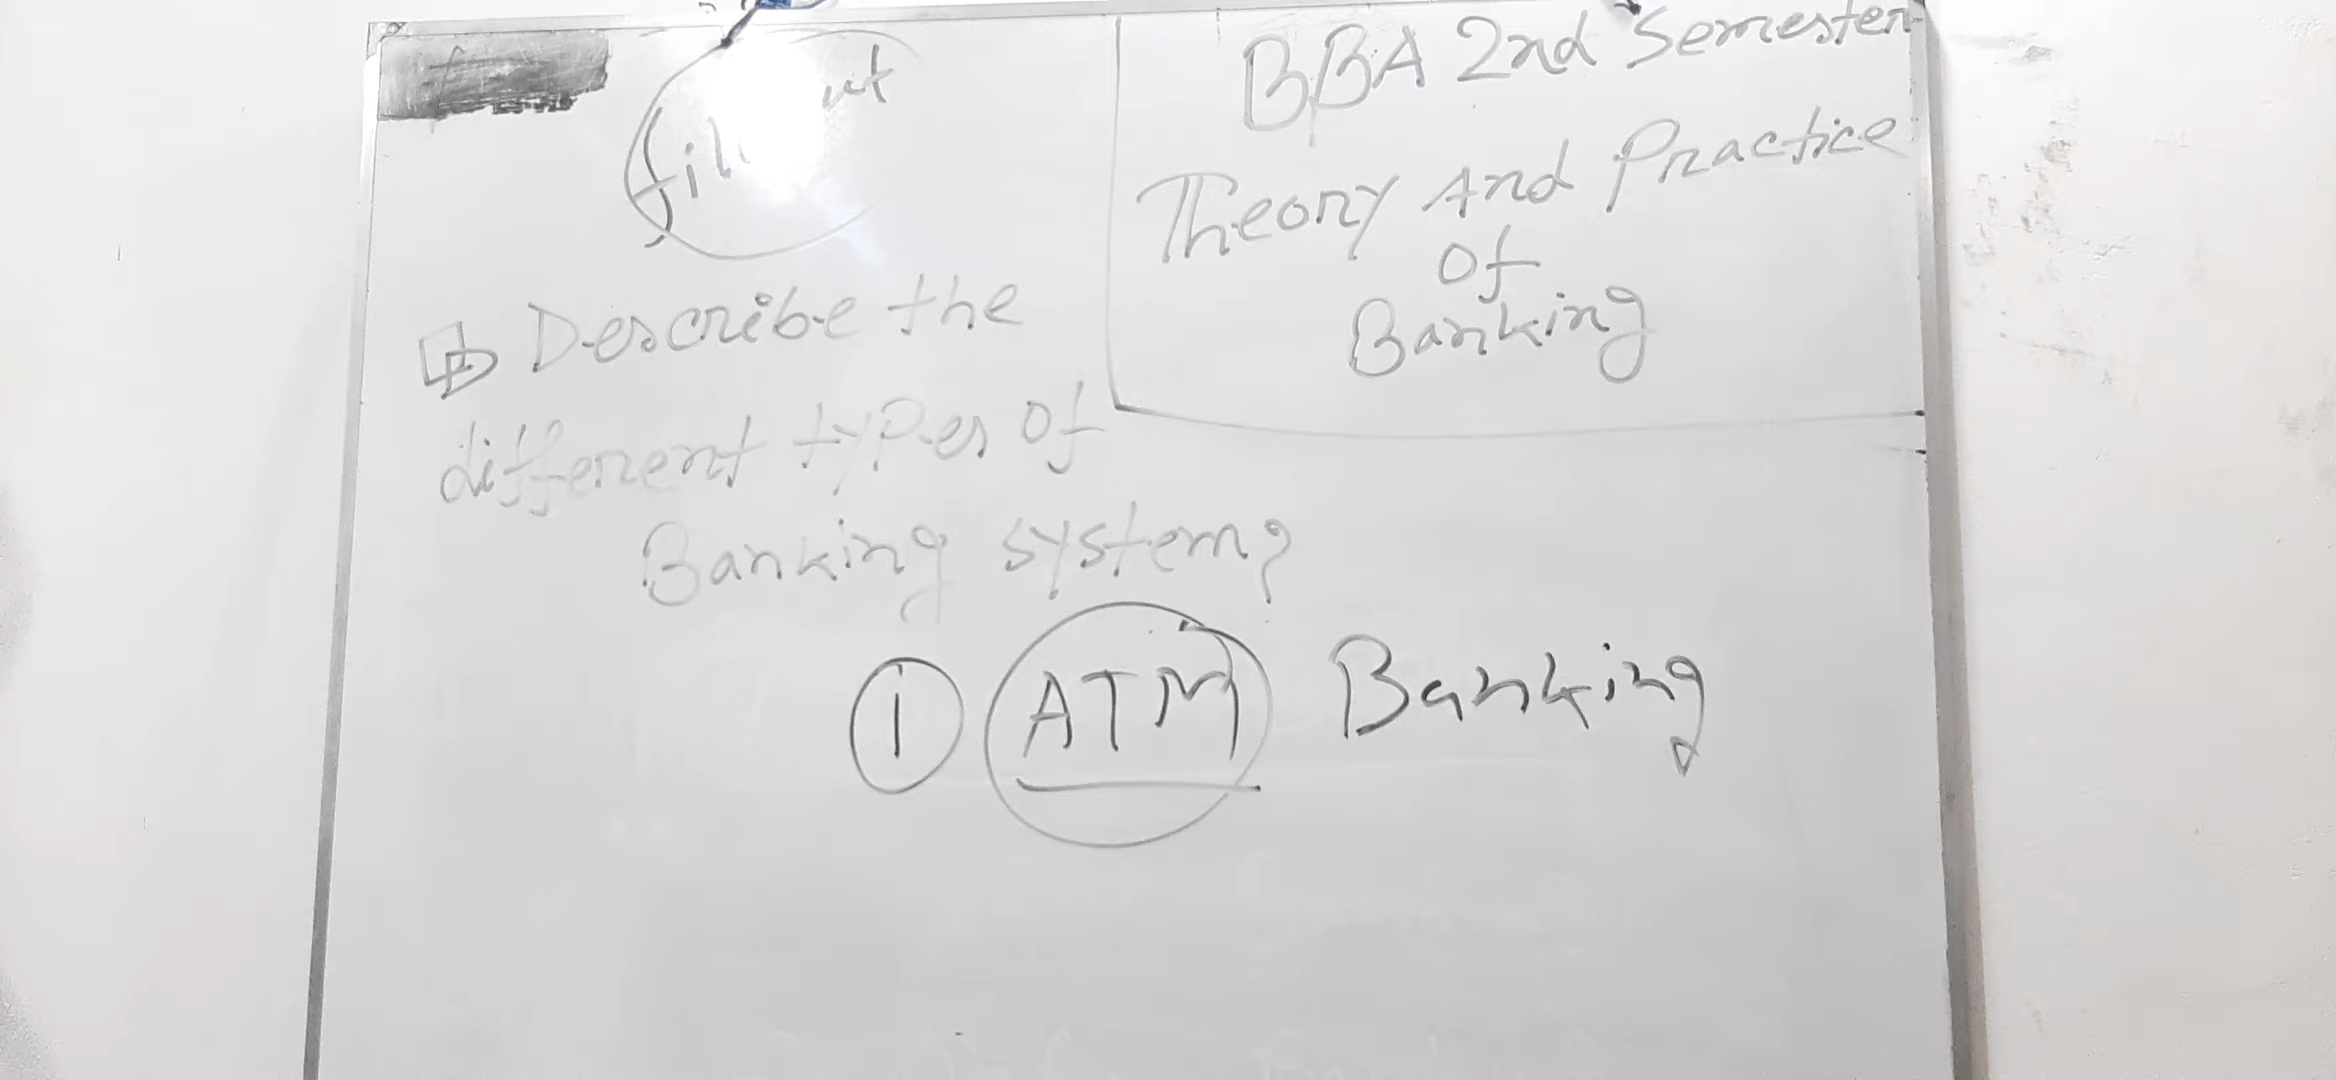 BBA 2nd Semester
Theory And Practice
Of
Banking
Describe the
different types of
Banking system?
1 ATM Banking